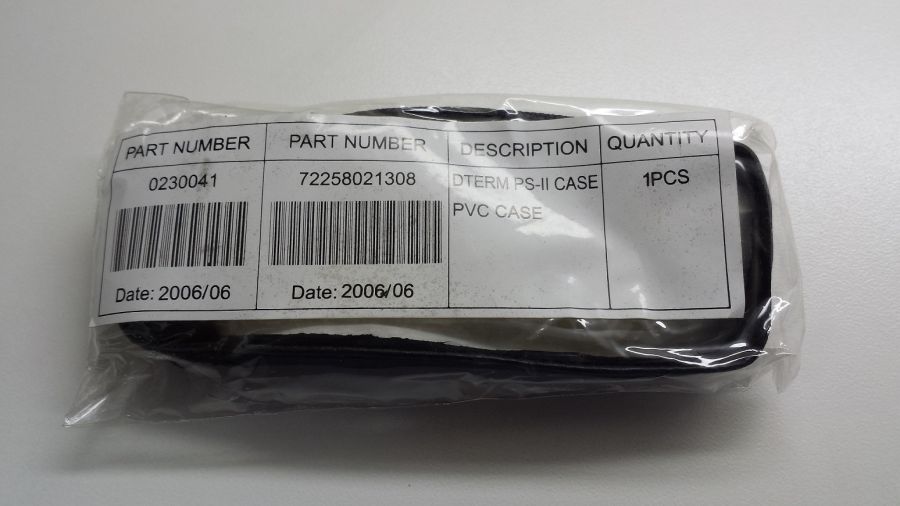 PART NUMBER PART NUMBER DESCRIPTION QUANTITY
0230041 72258021308 DTERM PS-II CASE 1PCS
PVC CASE
Date: 2006/06 Date: 2006/06